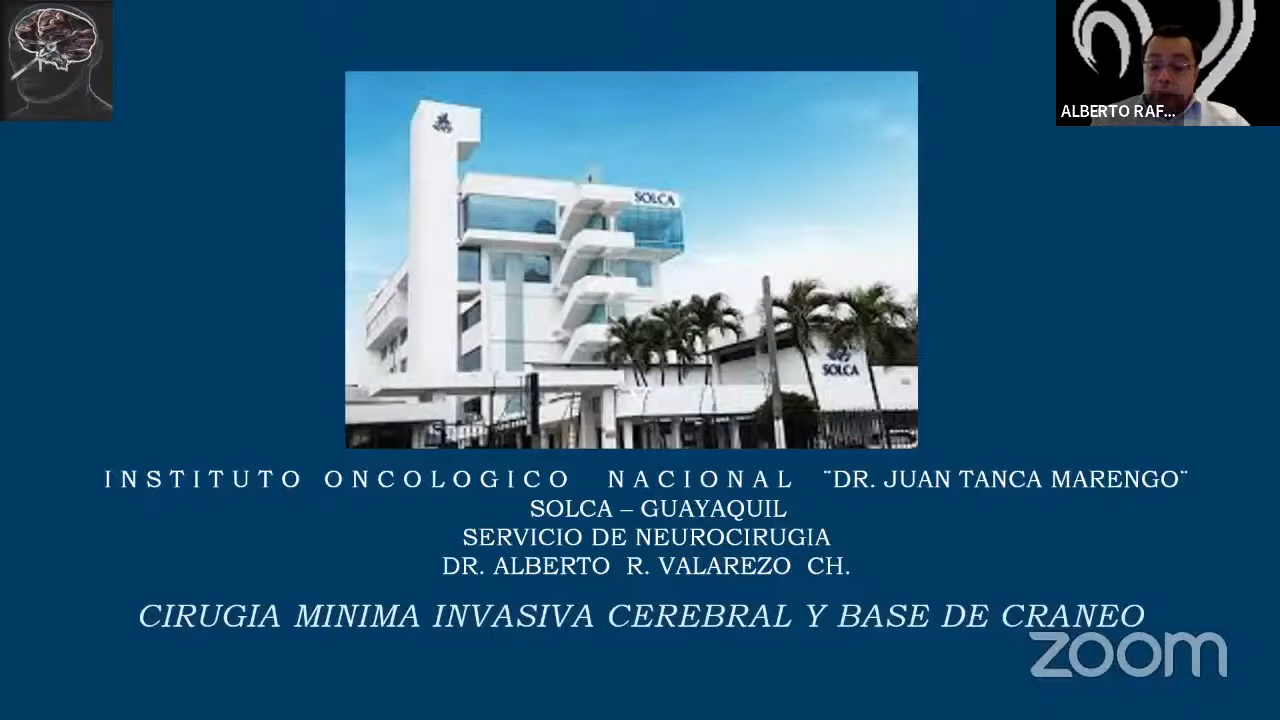 ALBERTO RAF...
SOLCA
SOLCA
INSTITUTO ONCOLOGICO NACIONAL ¨DR. JUAN TANCA MARENGO¨
SOLCA – GUAYAQUIL
SERVICIO DE NEUROCIRUGIA
DR. ALBERTO R. VALAREZO CH.
CIRUGIA MINIMA INVASIVA CEREBRAL Y BASE DE CRANEO
zoom